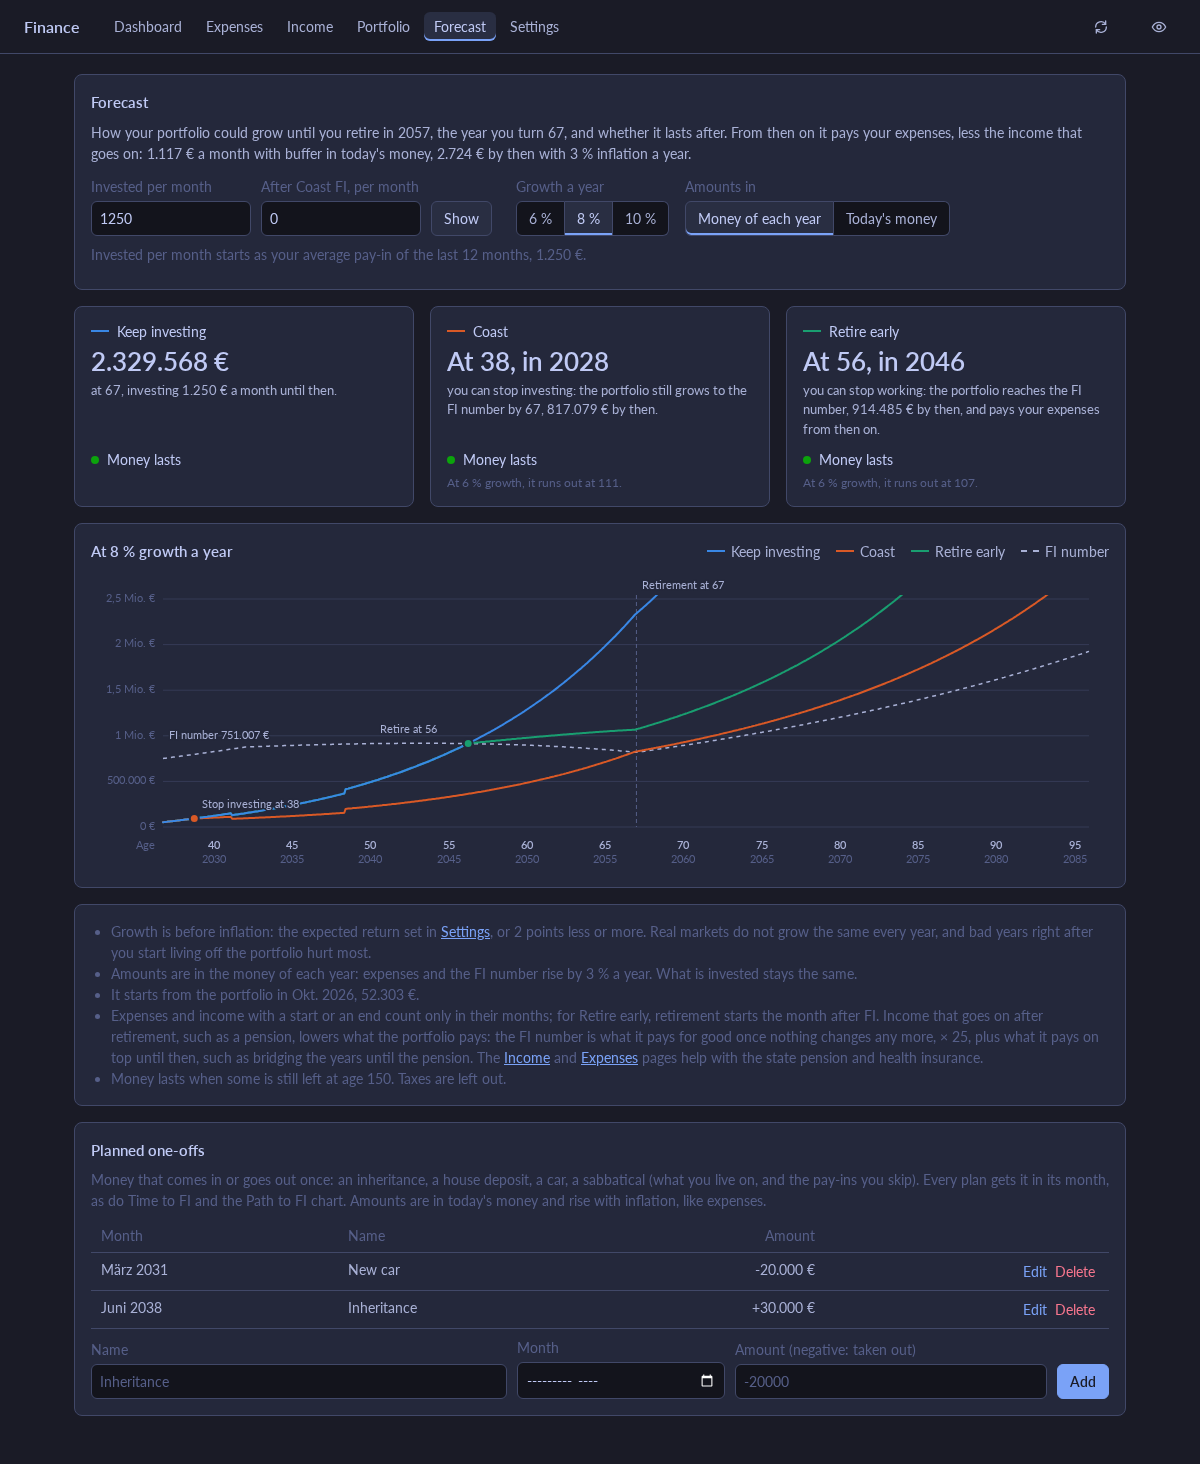 Finance Dashboard Expenses Income Portfolio Forecast Settings
Forecast
How your portfolio could grow until you retire in 2057, the year you turn 67, and whether it lasts after. From then on it pays your expenses, less the income that
goes on: 1.117 € a month with buffer in today's money, 2.724 € by then with 3 % inflation a year.
Invested per month After Coast FI, per month Growth a year Amounts in
1250 0 Show 6 % 8 % 10 % Money of each year Today's money
Invested per month starts as your average pay-in of the last 12 months, 1.250 €.
Keep investing
2.329.568 €
at 67, investing 1.250 € a month until then.
Money lasts
Coast
At 38, in 2028
you can stop investing: the portfolio still grows to the
FI number by 67, 817.079 € by then.
Money lasts
At 6 % growth, it runs out at 111.
Retire early
At 56, in 2046
you can stop working: the portfolio reaches the FI
number, 914.485 € by then, and pays your expenses
from then on.
Money lasts
At 6 % growth, it runs out at 107.
At 8 % growth a year Keep investing Coast Retire early FI number
Retirement at 67
2,5 Mio. €
2 Mio. €
1,5 Mio. €
Retire at 56
1 Mio. € FI number 751.007 €
500.000 €
Stop investing at 38
0 €
Age 40 45 50 55 60 65 70 75 80 85 90 95
2030 2035 2040 2045 2050 2055 2060 2065 2070 2075 2080 2085
Growth is before inflation: the expected return set in Settings, or 2 points less or more. Real markets do not grow the same every year, and bad years right after
you start living off the portfolio hurt most.
Amounts are in the money of each year: expenses and the FI number rise by 3 % a year. What is invested stays the same.
It starts from the portfolio in Okt. 2026, 52.303 €.
Expenses and income with a start or an end count only in their months; for Retire early, retirement starts the month after FI. Income that goes on after
retirement, such as a pension, lowers what the portfolio pays: the FI number is what it pays for good once nothing changes any more, × 25, plus what it pays on
top until then, such as bridging the years until the pension. The Income and Expenses pages help with the state pension and health insurance.
Money lasts when some is still left at age 150. Taxes are left out.
Planned one-offs
Money that comes in or goes out once: an inheritance, a house deposit, a car, a sabbatical (what you live on, and the pay-ins you skip). Every plan gets it in its month,
as do Time to FI and the Path to FI chart. Amounts are in today's money and rise with inflation, like expenses.
Month Name Amount
März 2031 New car -20.000 € Edit Delete
Juni 2038 Inheritance +30.000 € Edit Delete
Name Month Amount (negative: taken out)
Inheritance --------- ---- -20000 Add